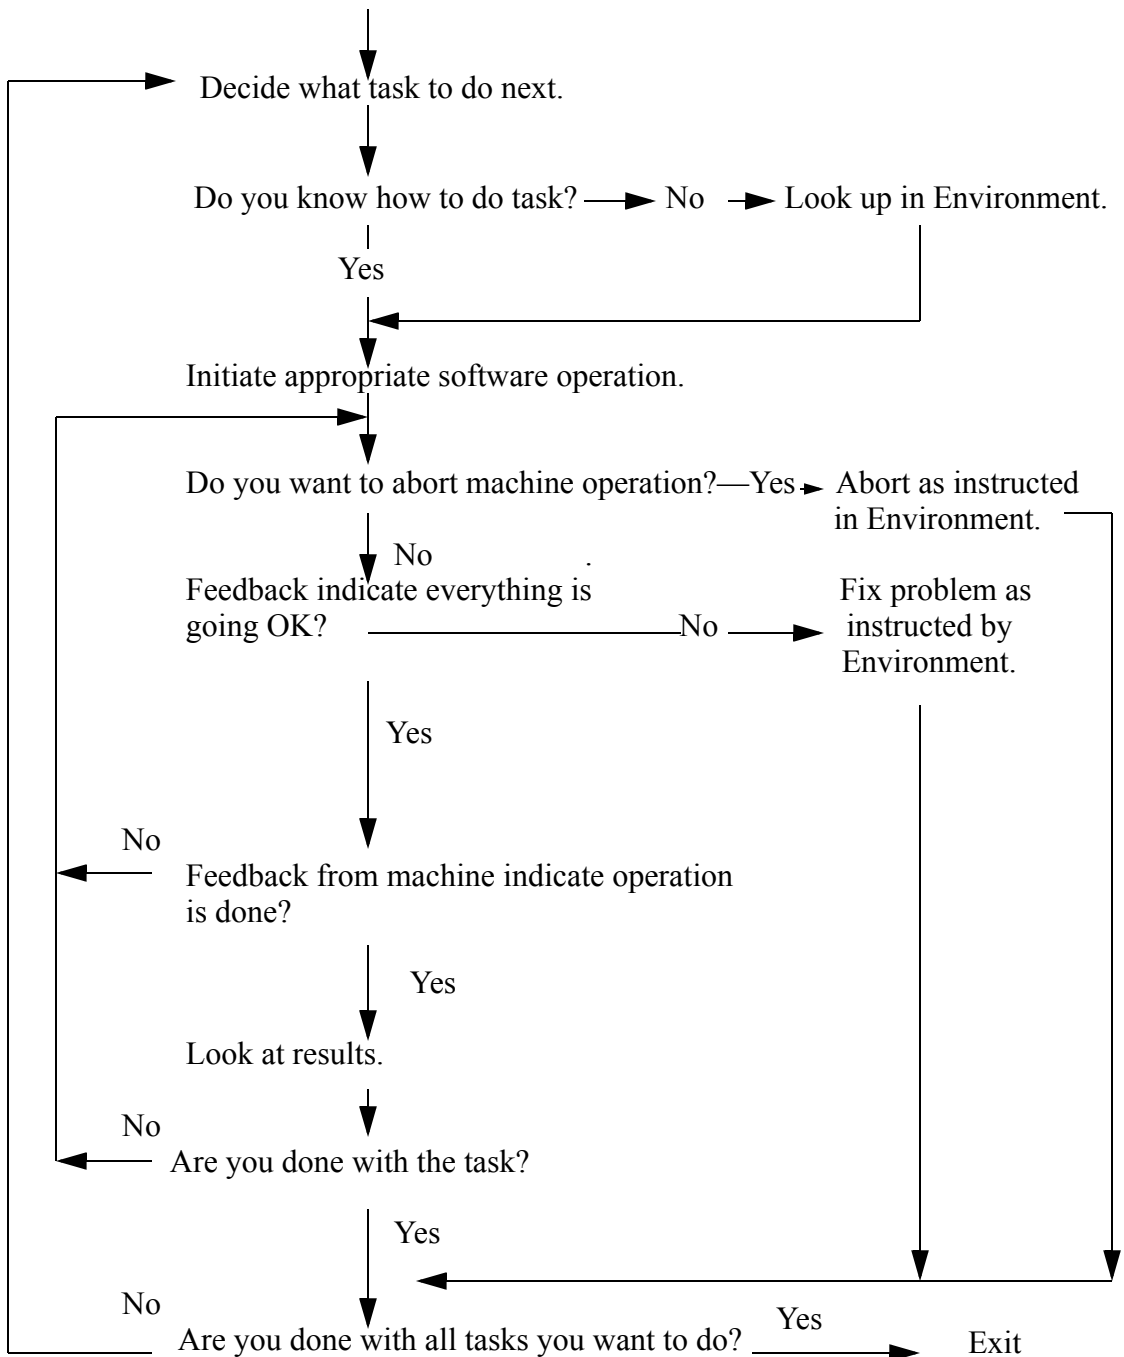 Decide what task to do next.
Do you know how to do task? No Look up in Environment.
Yes
Initiate appropriate software operation.
Do you want to abort machine operation?—Yes Abort as instructed
in Environment.
No .
Feedback indicate everything is
going OK?
No
Fix problem as
instructed by
Environment.
Yes
No
Feedback from machine indicate operation
is done?
Yes
Look at results.
No
Are you done with the task?
Yes
No
Are you done with all tasks you want to do?
Yes
Exit